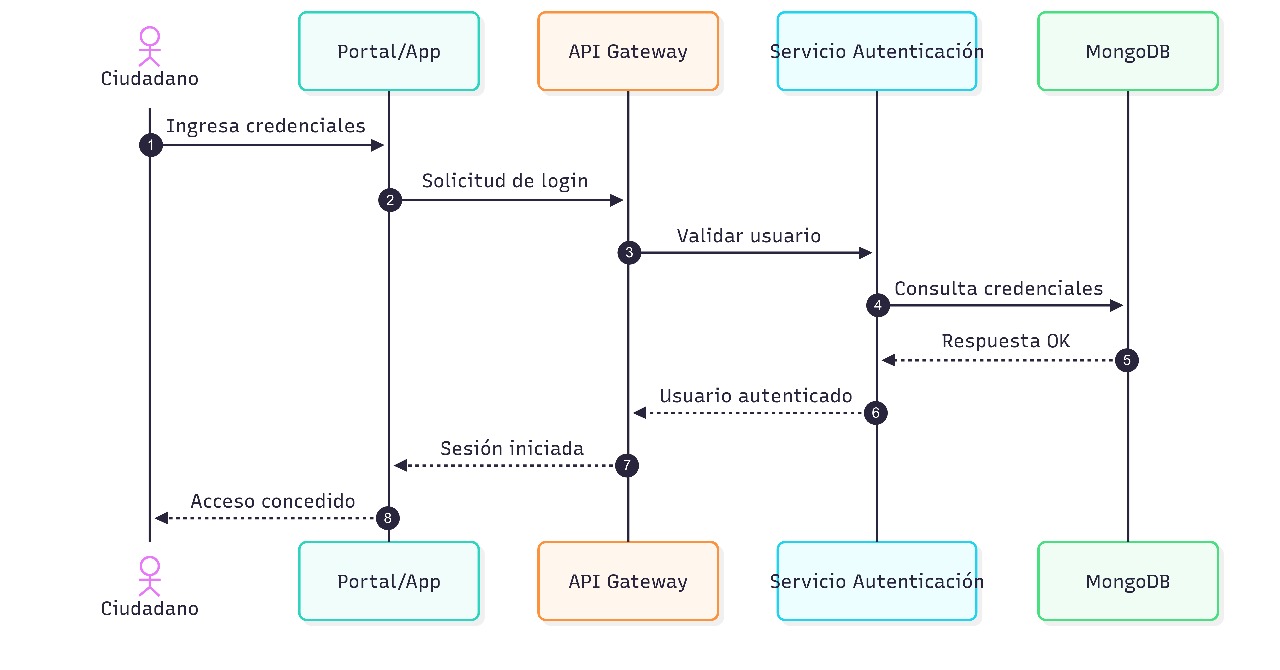 Ciudadano
Portal/App
API Gateway
Servicio Autenticación
MongoDB
Ingresa credenciales
1
Solicitud de login
2
Validar usuario
3
Consulta credenciales
4
Respuesta OK
5
Usuario autenticado
6
Sesión iniciada
7
Acceso concedido
8
Ciudadano
Portal/App
API Gateway
Servicio Autenticación
MongoDB